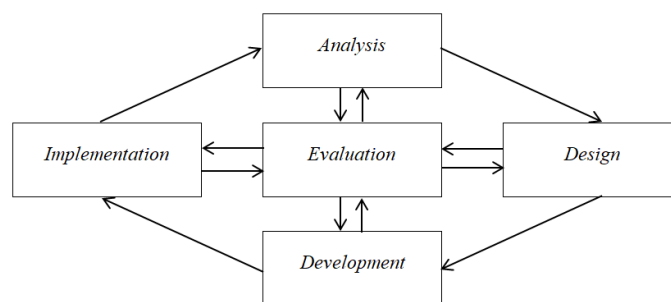 Analysis
Implementation
Evaluation
Design
Development